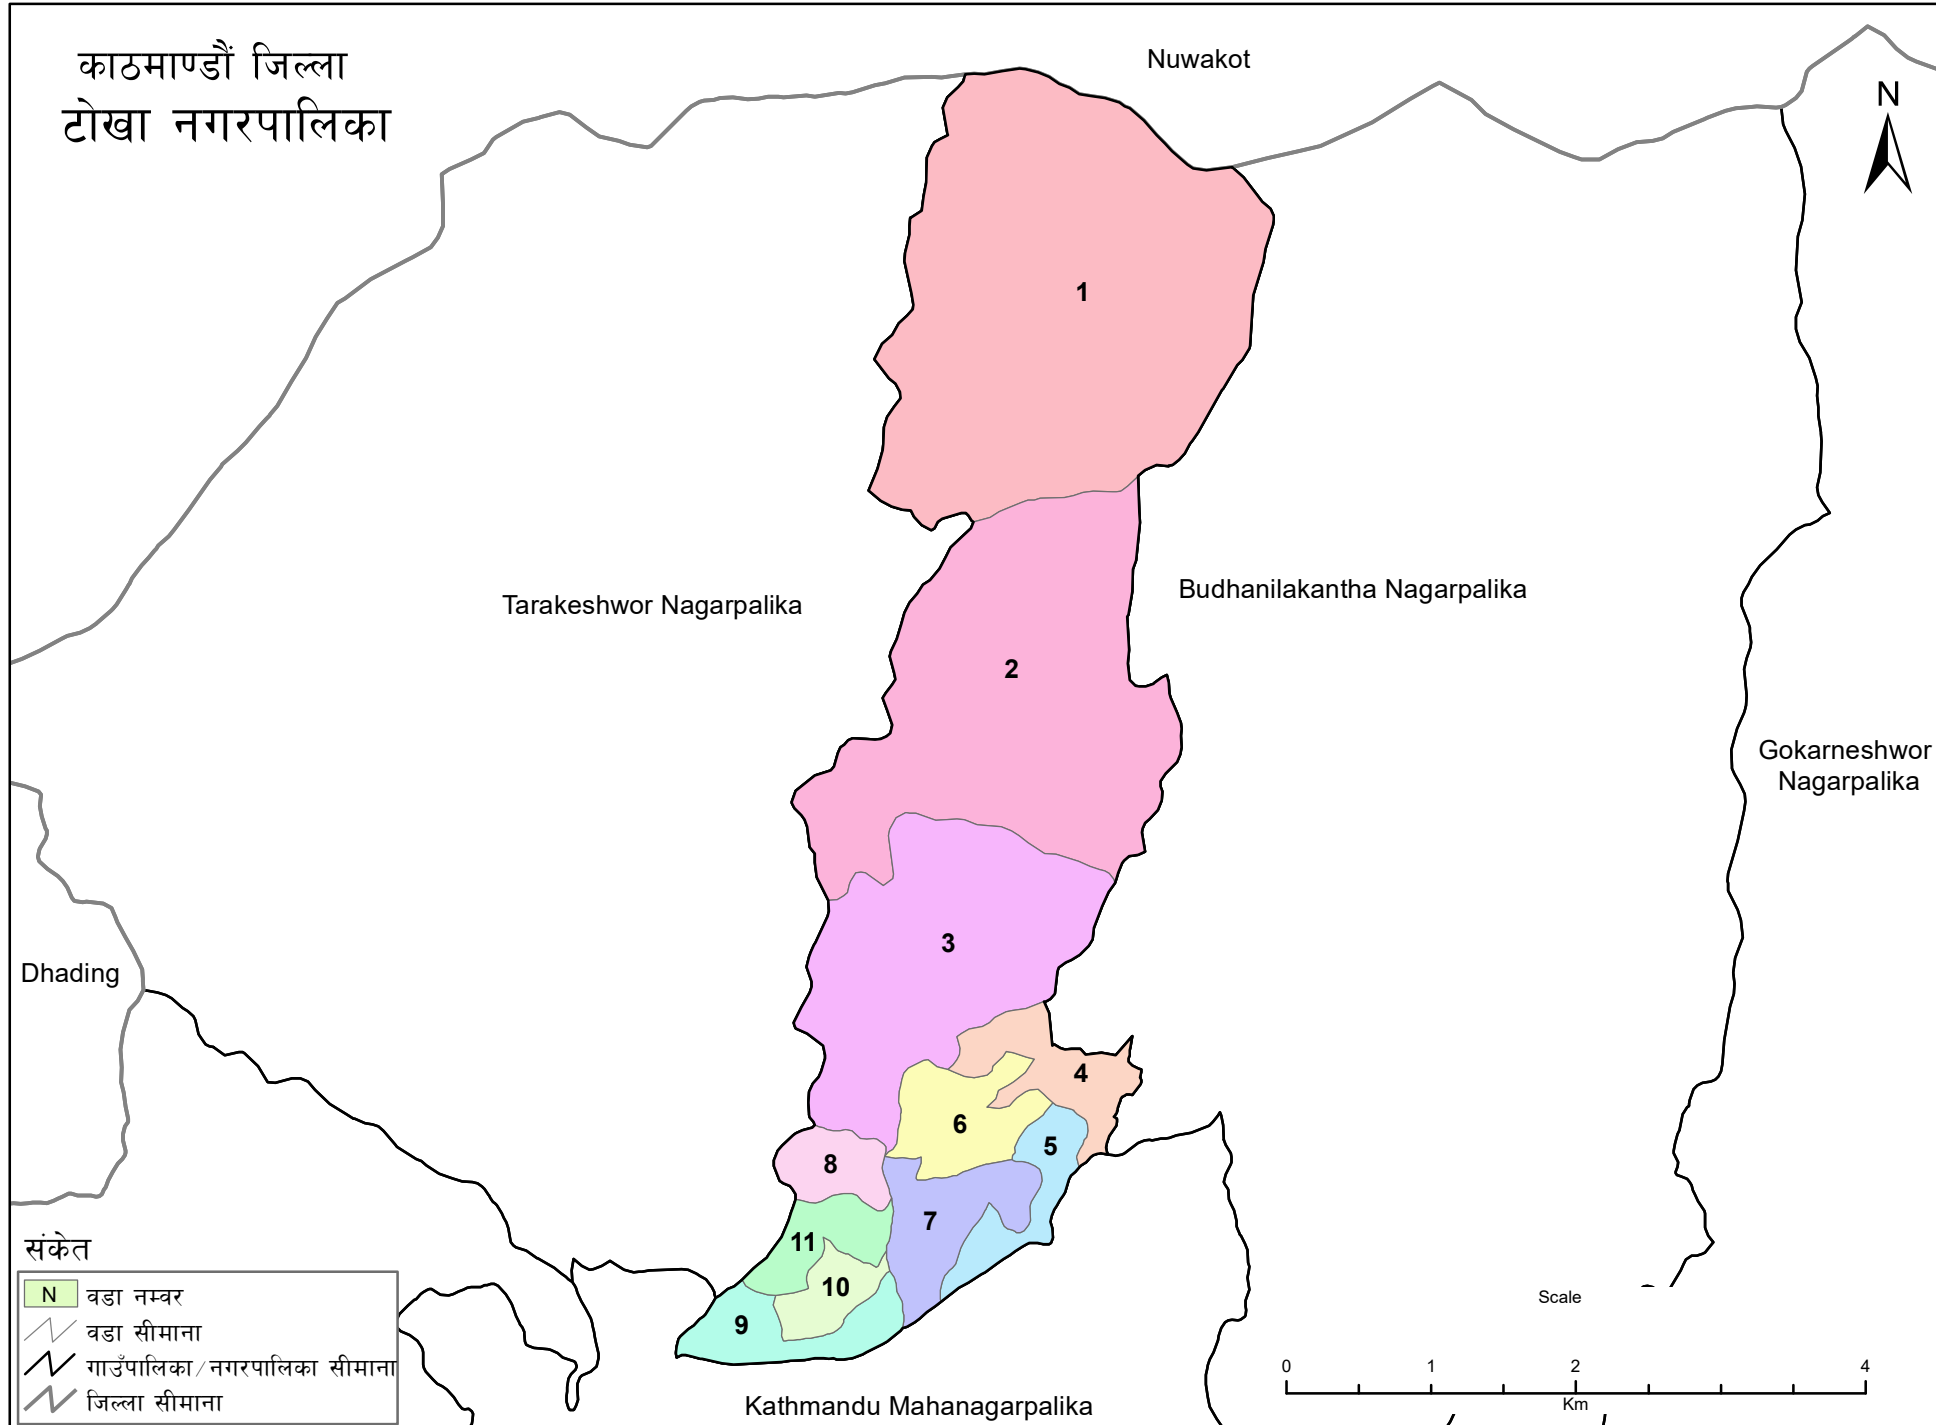 काठमाण्डौं जिल्ला
टोखा नगरपालिका
Nuwakot
N
1
Tarakeshwor Nagarpalika
Budhanilakantha Nagarpalika
2
Gokarneshwor
Nagarpalika
3
Dhading
4
6
5
8
7
11
10
9
संकेत
N वडा नम्वर
वडा सीमाना
गाउँपालिका/नगरपालिका सीमाना
जिल्ला सीमाना
Scale
0 1 2 4
Km
Kathmandu Mahanagarpalika